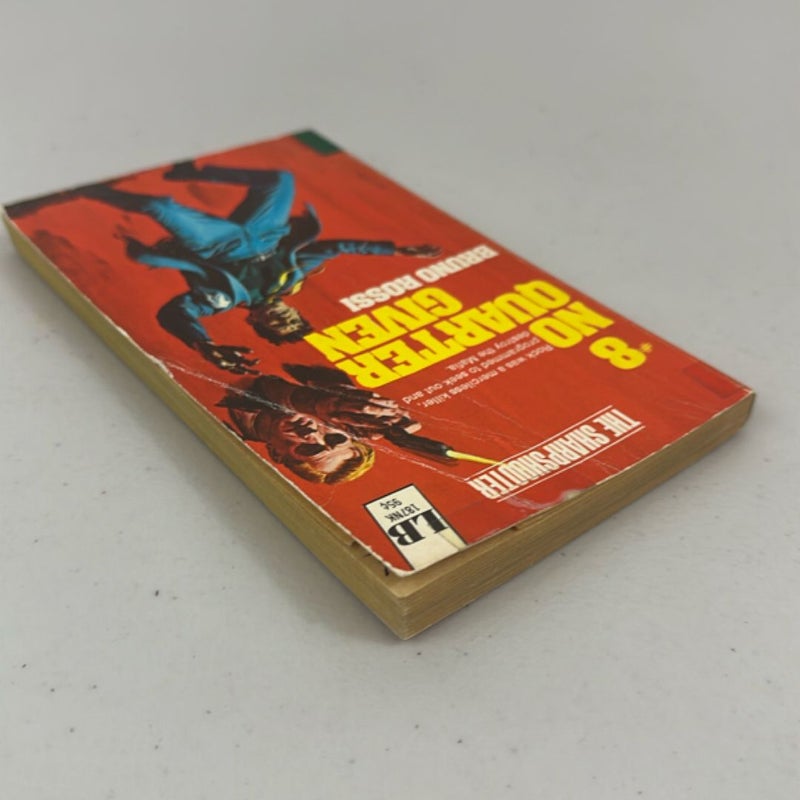 LB
187NK
95¢
THE SHARPSHOOTER
Rock was a merciless killer,
programmed to seek out and
destroy the Mafia.
#8
NO
QUARTER
GIVEN
BRUNO ROSSI